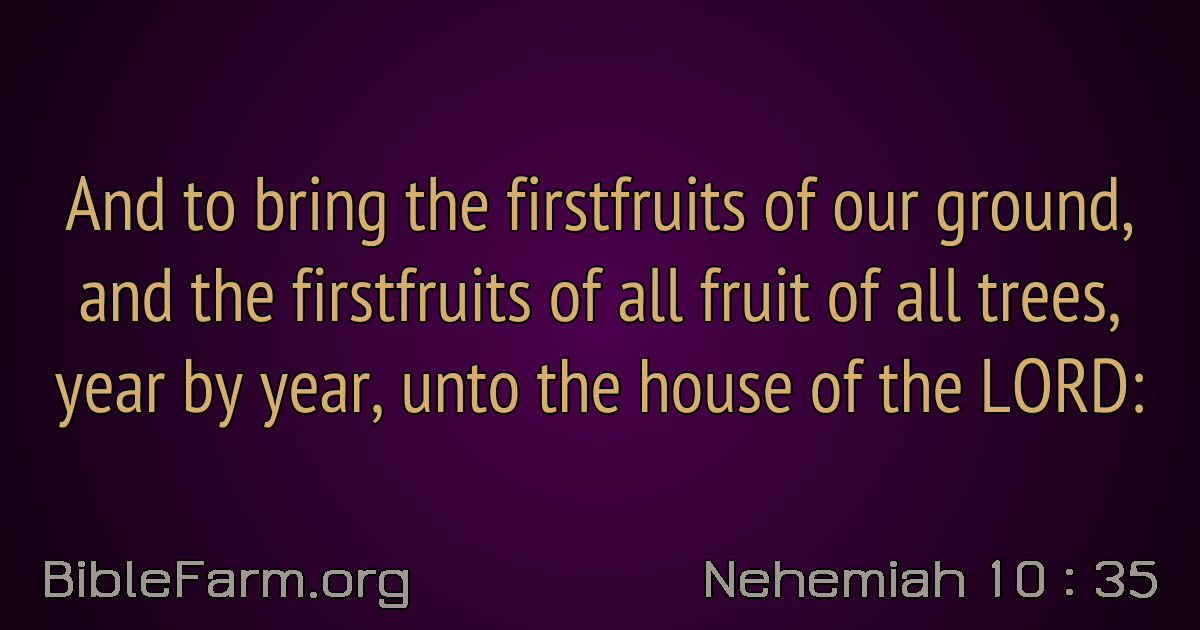 And to bring the firstfruits of our ground,
and the firstfruits of all fruit of all trees,
year by year, unto the house of the LORD:
BibleFarm.org
Nehemiah 10 : 35